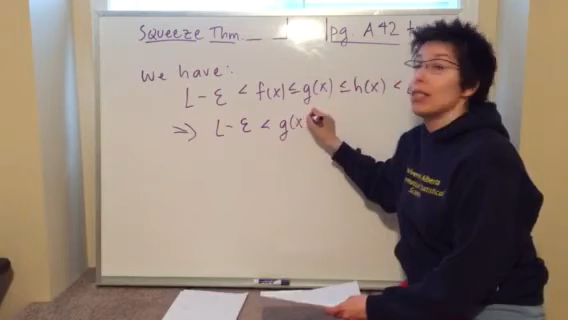 Squeeze Thm. pg. A42
we have:
L - ε < f(x) ≤ g(x) ≤ h(x) <
⇒ L - ε < g(x